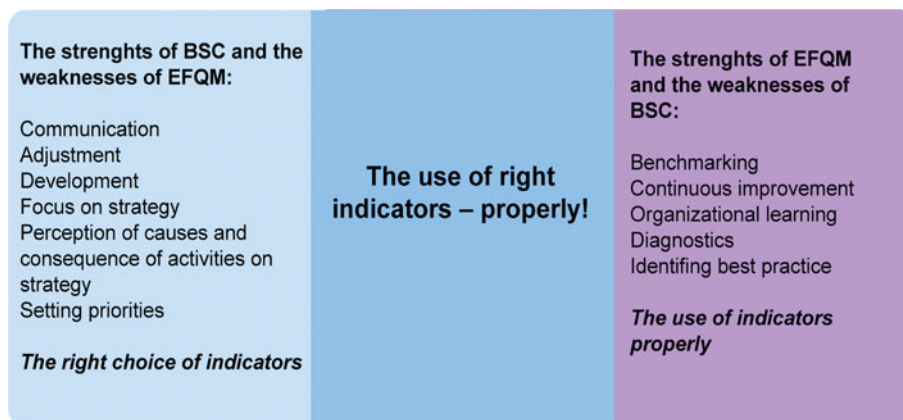 The strenghts of BSC and the
weaknesses of EFQM:
Communication
Adjustment
Development
Focus on strategy
Perception of causes and
consequence of activities on
strategy
Setting priorities
The right choice of indicators
The use of right
indicators – properly!
The strenghts of EFQM
and the weaknesses of
BSC:
Benchmarking
Continuous improvement
Organizational learning
Diagnostics
Identifing best practice
The use of indicators
properly